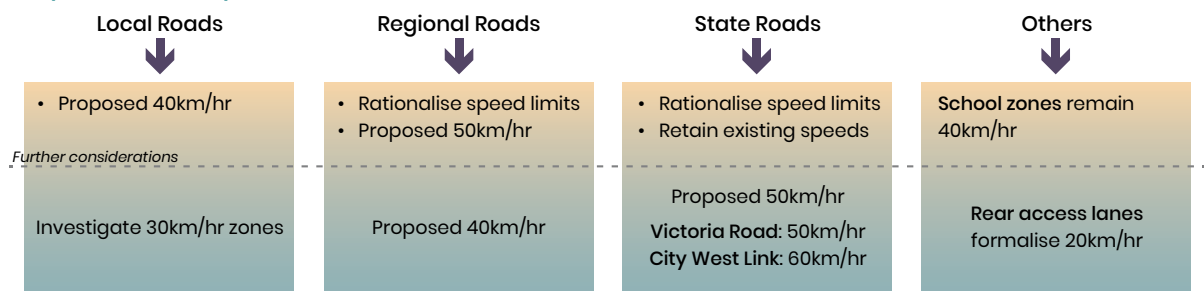 Local Roads
• Proposed 40km/hr
Regional Roads
• Rationalise speed limits
• Proposed 50km/hr
State Roads
• Rationalise speed limits
• Retain existing speeds
Others
School zones remain
40km/hr
Further considerations
Investigate 30km/hr zones
Proposed 40km/hr
Proposed 50km/hr
Victoria Road: 50km/hr
City West Link: 60km/hr
Rear access lanes
formalise 20km/hr